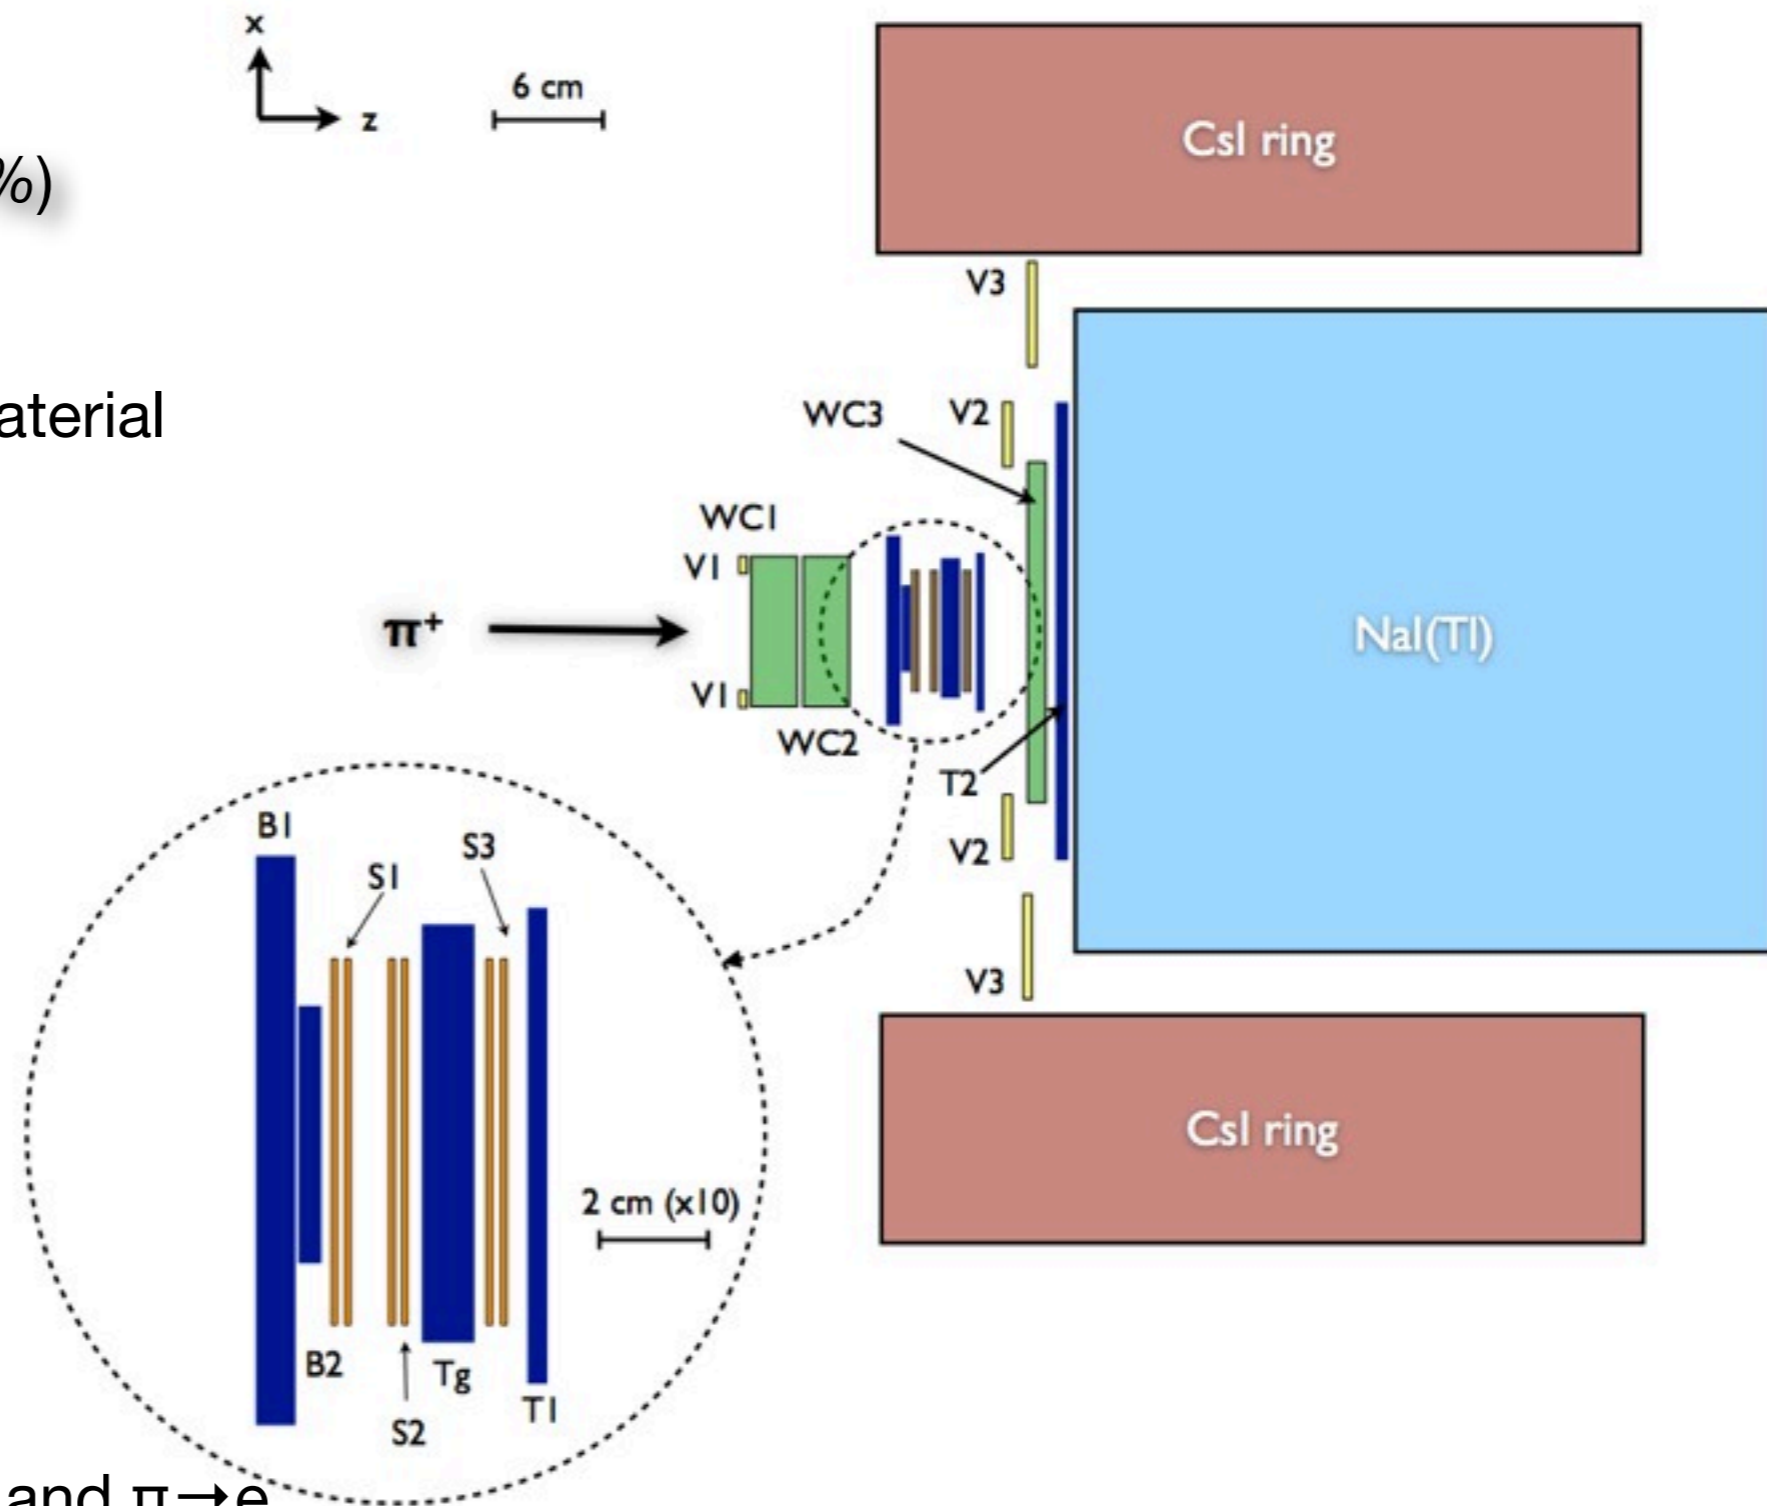 x
z
6 cm
CsI ring
%)
V3
aterial
WC3
V2
WC1
V1
π+
NaI(Tl)
V1
WC2
T2
V2
B1
S3
S1
V3
CsI ring
2 cm (x10)
B2
Tg
T1
S2
and π→e